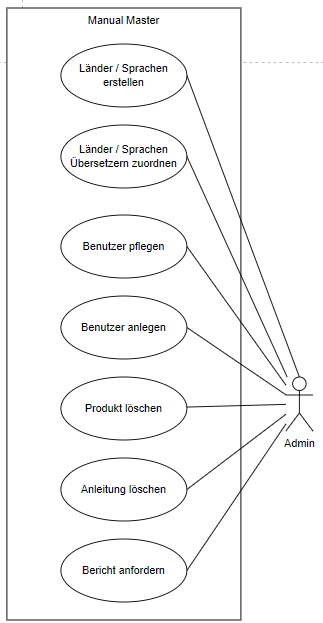 Manual Master
Länder / Sprachen
erstellen
Länder / Sprachen
Übersetzern zuordnen
Benutzer pflegen
Benutzer anlegen
Produkt löschen
Anleitung löschen
Bericht anfordern
Admin